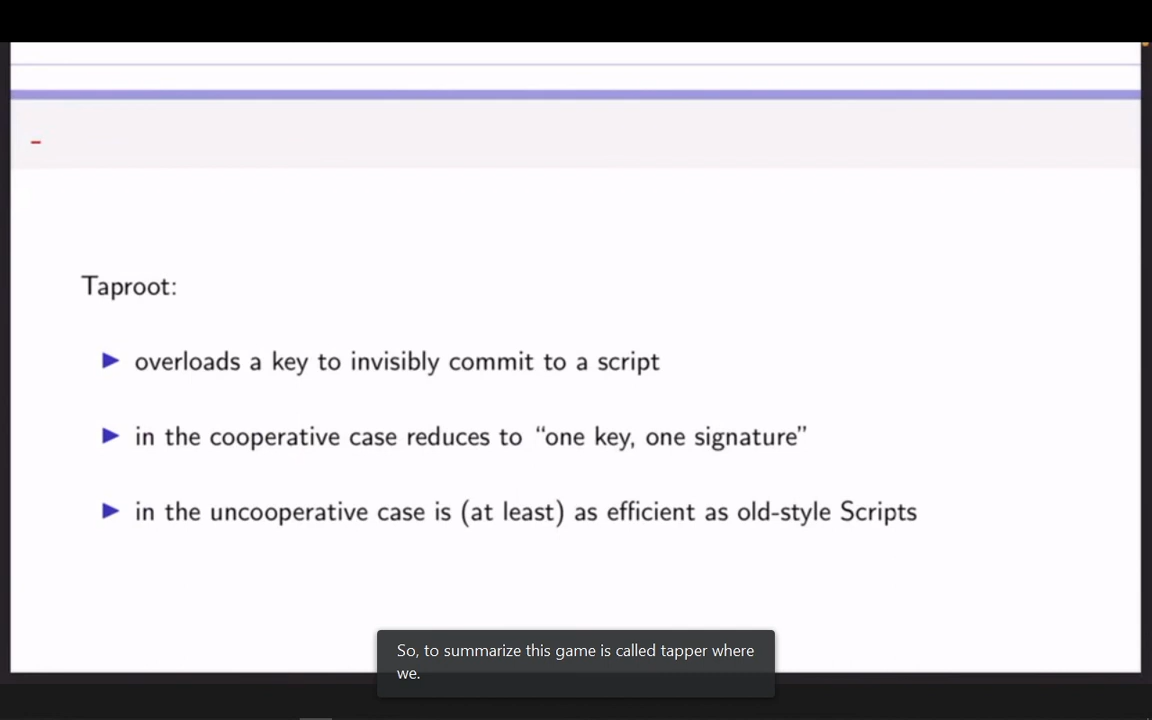 Taproot:
overloads a key to invisibly commit to a script
in the cooperative case reduces to “one key, one signature”
in the uncooperative case is (at least) as efficient as old-style Scripts
So, to summarize this game is called tapper where
we.